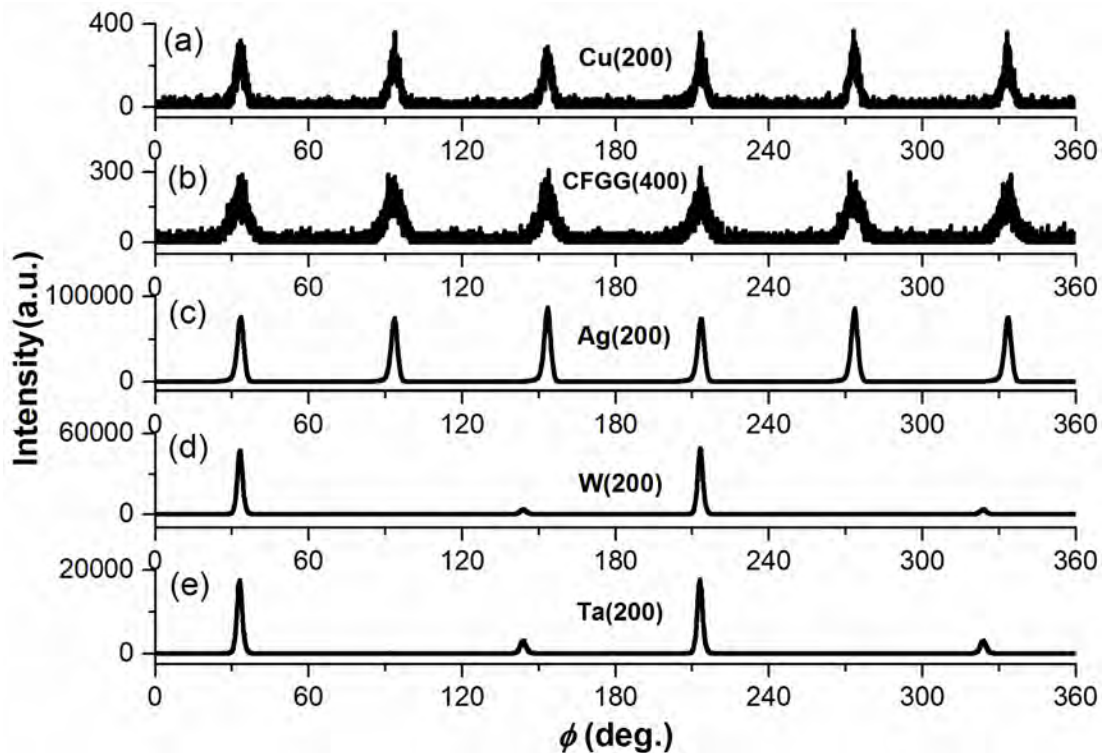 Intensity(a.u.)
(a)
Cu(200)
400
0
0 60 120 180 240 300 360
(b)
CFGG(400)
300
0
0 60 120 180 240 300 360
(c)
Ag(200)
100000
0
0 60 120 180 240 300 360
(d)
W(200)
60000
0
0 60 120 180 240 300 360
(e)
Ta(200)
20000
0
0 60 120 180 240 300 360
ϕ (deg.)